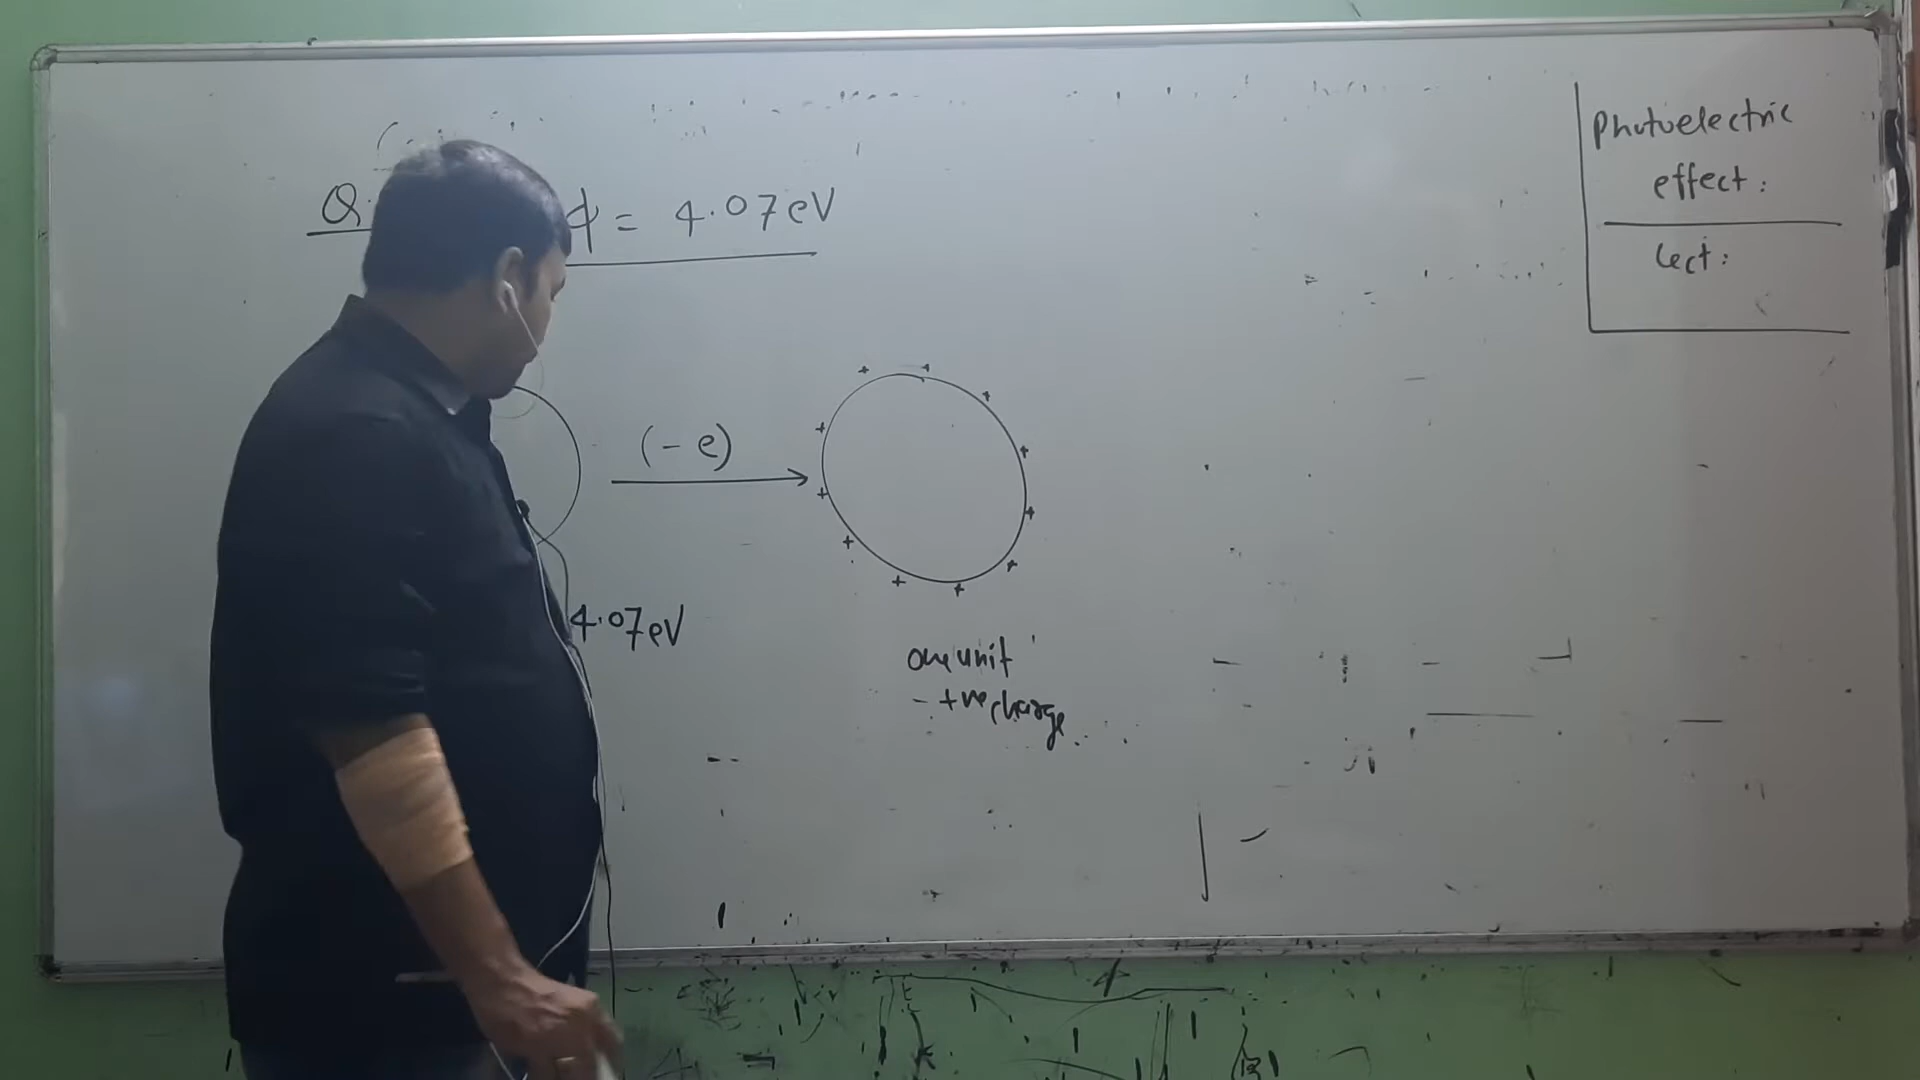 Q.
ϕ = 4.07eV
Photoelectric
effect:
Lect:
(- e)
4.07eV
one unit
+ve charge